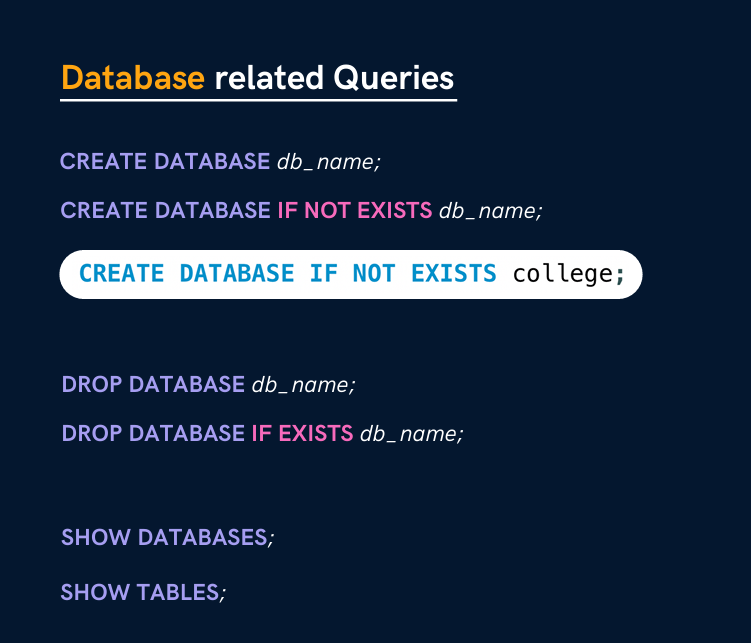 Database related Queries
CREATE DATABASE db_name;
CREATE DATABASE IF NOT EXISTS db_name;
CREATE DATABASE IF NOT EXISTS college;
DROP DATABASE db_name;
DROP DATABASE IF EXISTS db_name;
SHOW DATABASES;
SHOW TABLES;